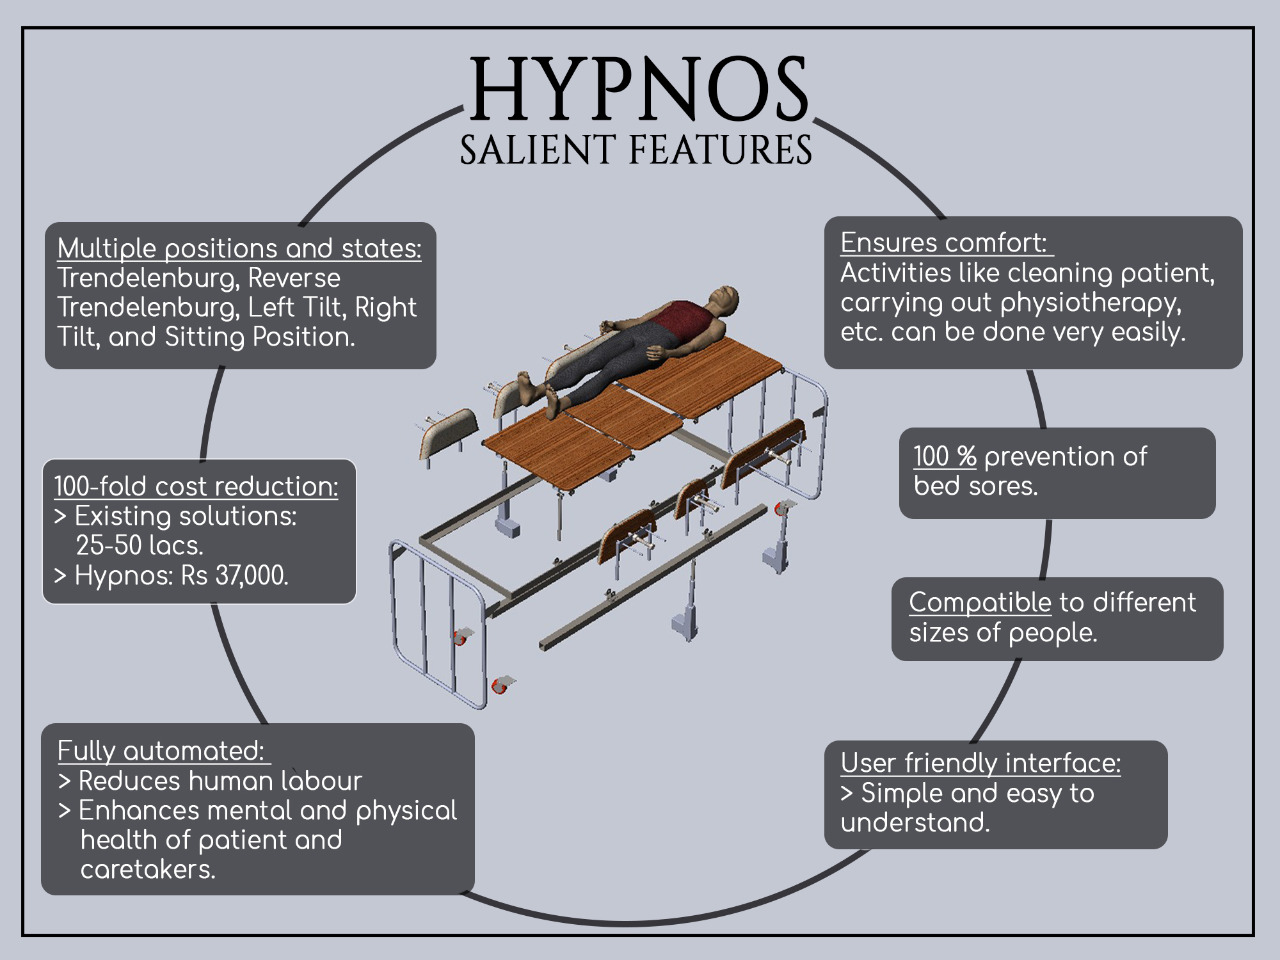 HYPNOS
SALIENT FEATURES
Multiple positions and states:
Trendelenburg, Reverse
Trendelenburg, Left Tilt, Right
Tilt, and Sitting Position.
100-fold cost reduction:
> Existing solutions:
25-50 lacs.
> Hypnos: Rs 37,000.
Fully automated:
> Reduces human labour
> Enhances mental and physical
health of patient and
caretakers.
Ensures comfort:
Activities like cleaning patient,
carrying out physiotherapy,
etc. can be done very easily.
100 % prevention of
bed sores.
Compatible to different
sizes of people.
User friendly interface:
> Simple and easy to
understand.